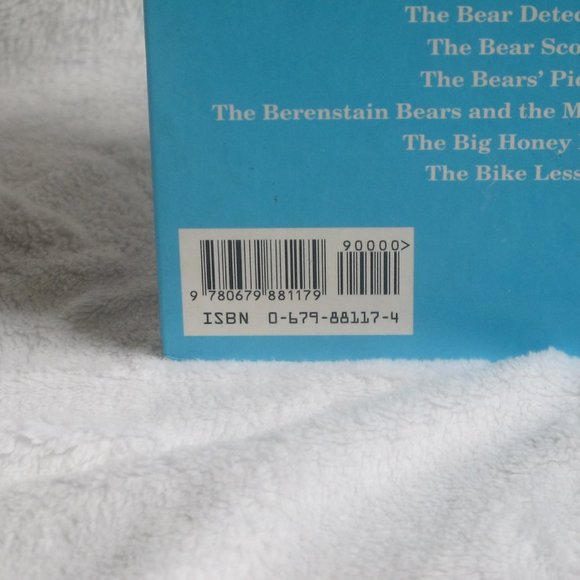 The Bear Detec
The Bear Sco
The Bears' Pic
The Berenstain Bears and the M
The Big Honey
The Bike Less
90000>
9 780679 881179
ISBN 0-679-88117-4